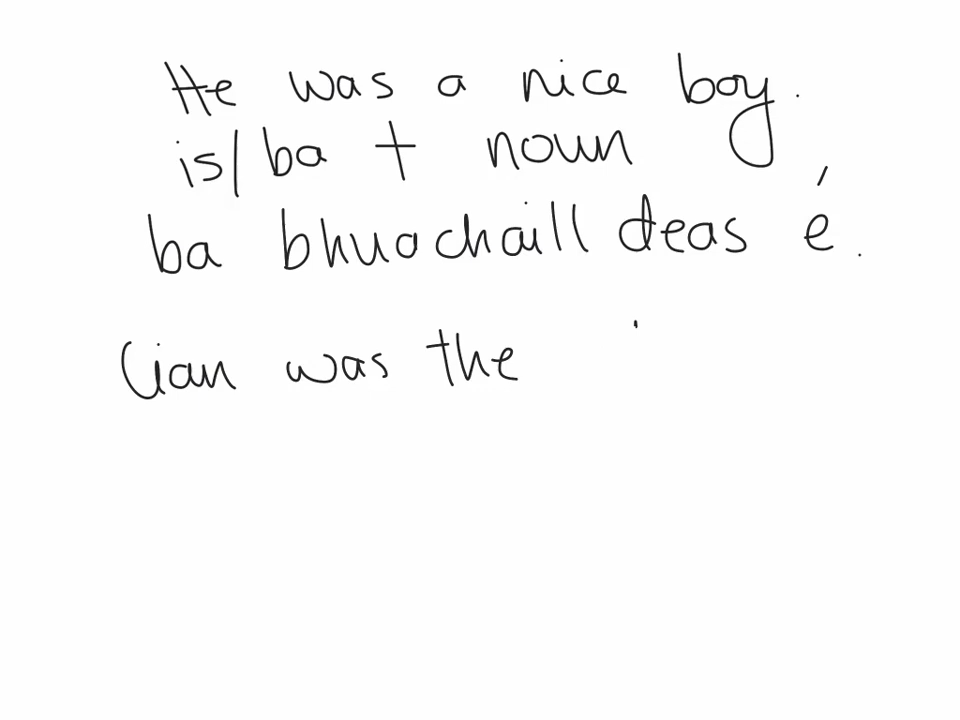 He was a nice boy.
is/ba + noun
ba bhuachaill deas é.
Cian was the